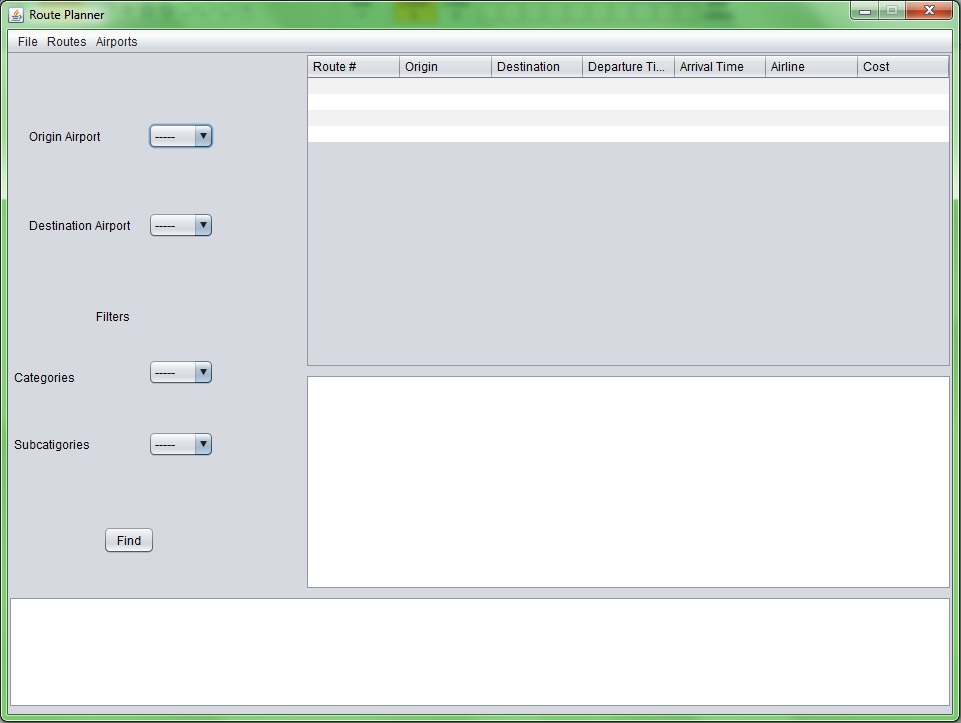 Route Planner
File Routes Airports
Route # Origin Destination Departure Ti... Arrival Time Airline Cost
Origin Airport -----
Destination Airport -----
Filters
Categories -----
Subcatigories -----
Find